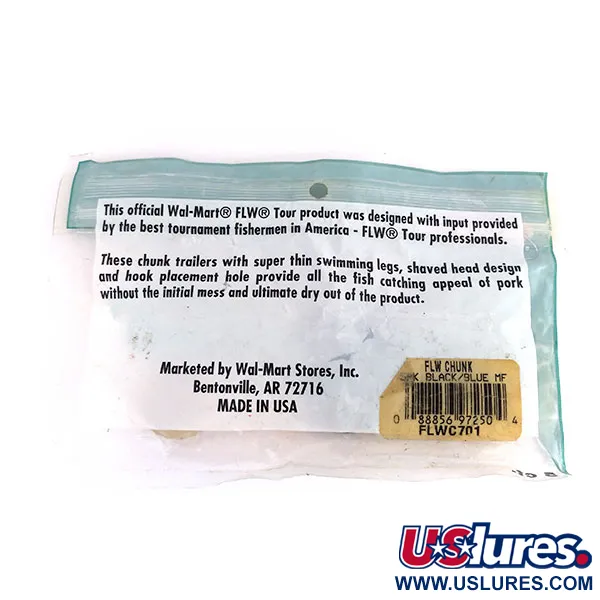 This official Wal-Mart® FLW® Tour product was designed with input provided
by the best tournament fishermen in America - FLW® Tour professionals.
These chunk trailers with super thin swimming legs, shaved head design
and hook placement hole provide all the fish catching appeal of pork
without the initial mess and ultimate dry out of the product.
Marketed by Wal-Mart Stores, Inc.
Bentonville, AR 72716
MADE IN USA
FLW CHUNK
BLACK/BLUE MF
0 88856 97250 4
FLWC701
USlures.
WWW.USLURES.COM